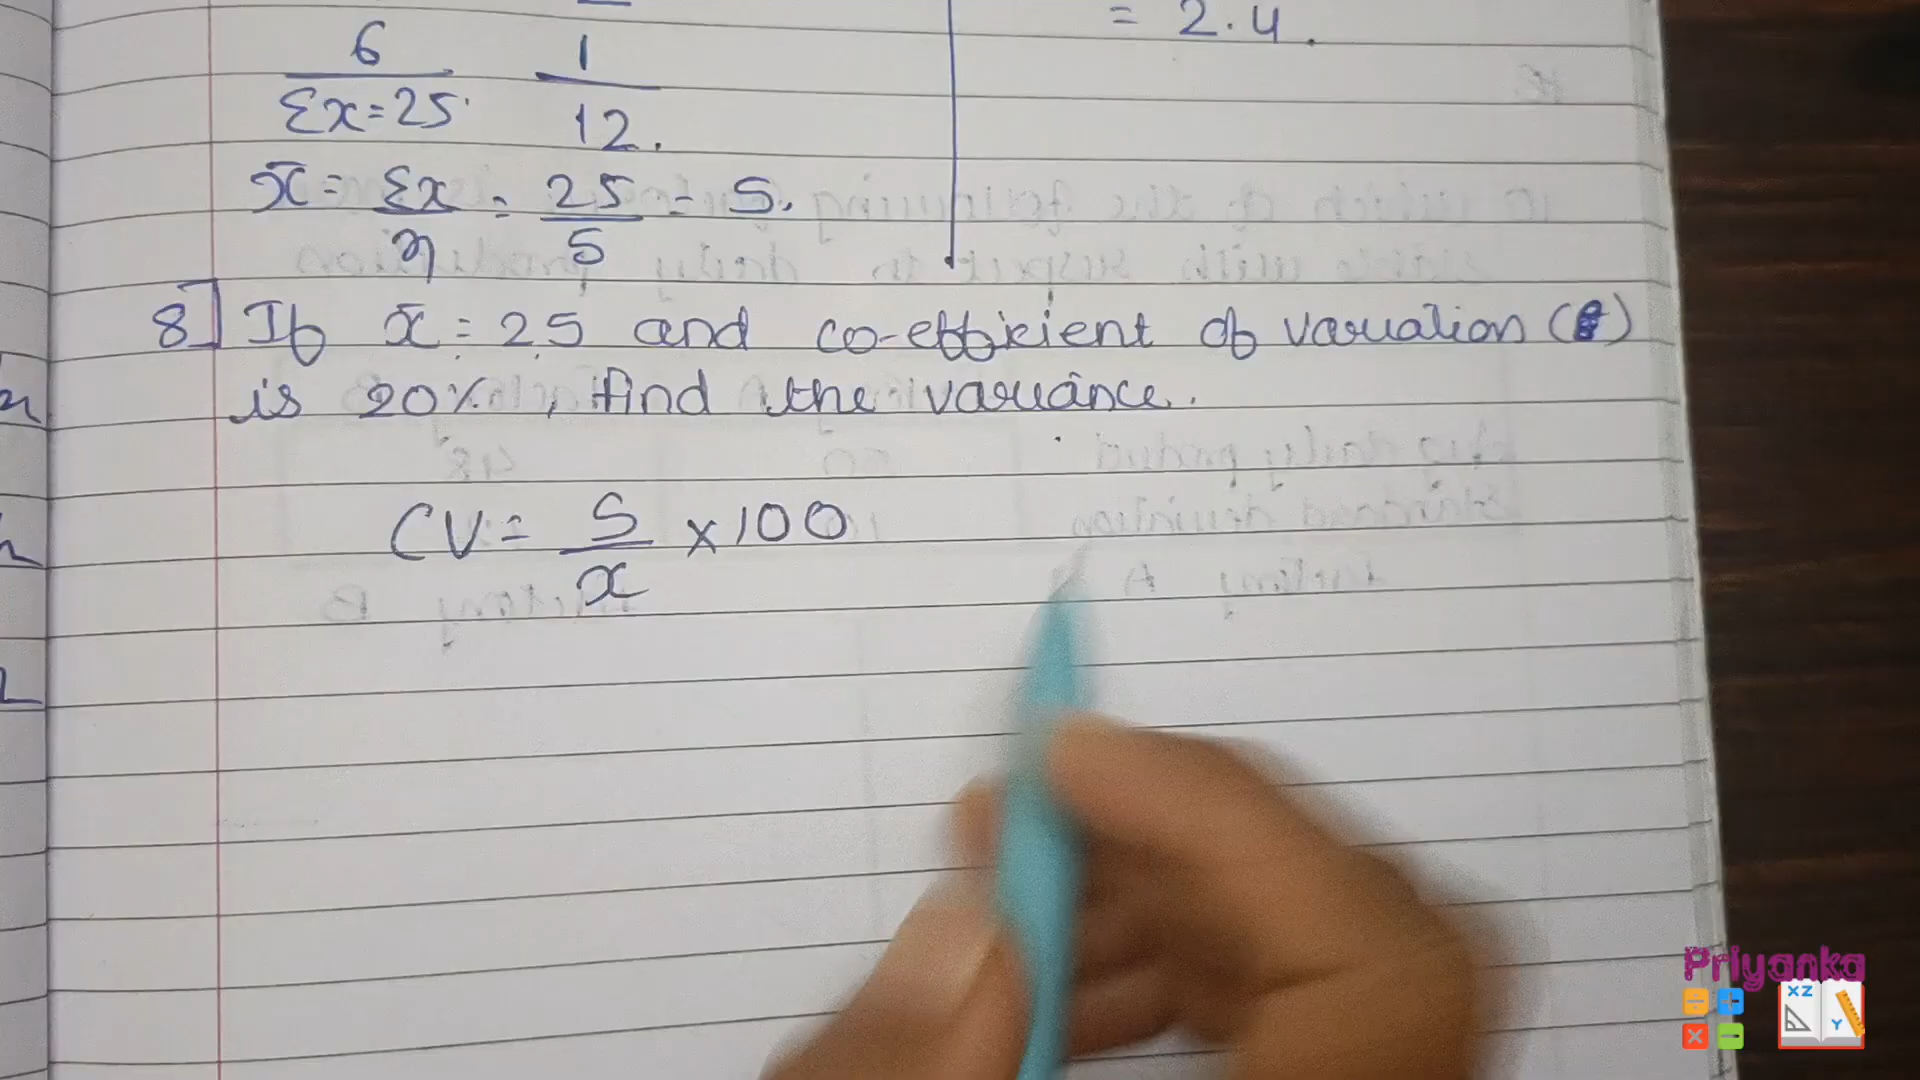 = 2.4.
6 1
Σx=25. 12.
x̄ = Σx/n = 25/5 = 5.
8] If x̄ = 25 and co-efficient of variation ( )
is 20%, find the variance.
CV = S/x × 100
Priyanka
XZ
Y